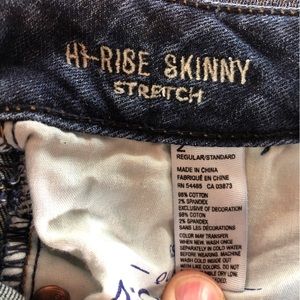 HI-RISE SKINNY
STRETCH
2
REGULAR/STANDARD
MADE IN CHINA
FABRIQUÉ EN CHINE
RN 54485 CA 03873
98% COTTON
2% SPANDEX
EXCLUSIVE OF DECORATION
98% COTON
2% SPANDEX
SANS LES DÉCORATIONS
COLOR MAY TRANSFER
WHEN NEW. WASH ONCE
SEPARATELY IN COLD WATER
BEFORE WEARING. MACHINE
WASH COLD INSIDE OUT
WITH LIKE COLORS. DO NOT
DRY LOW.